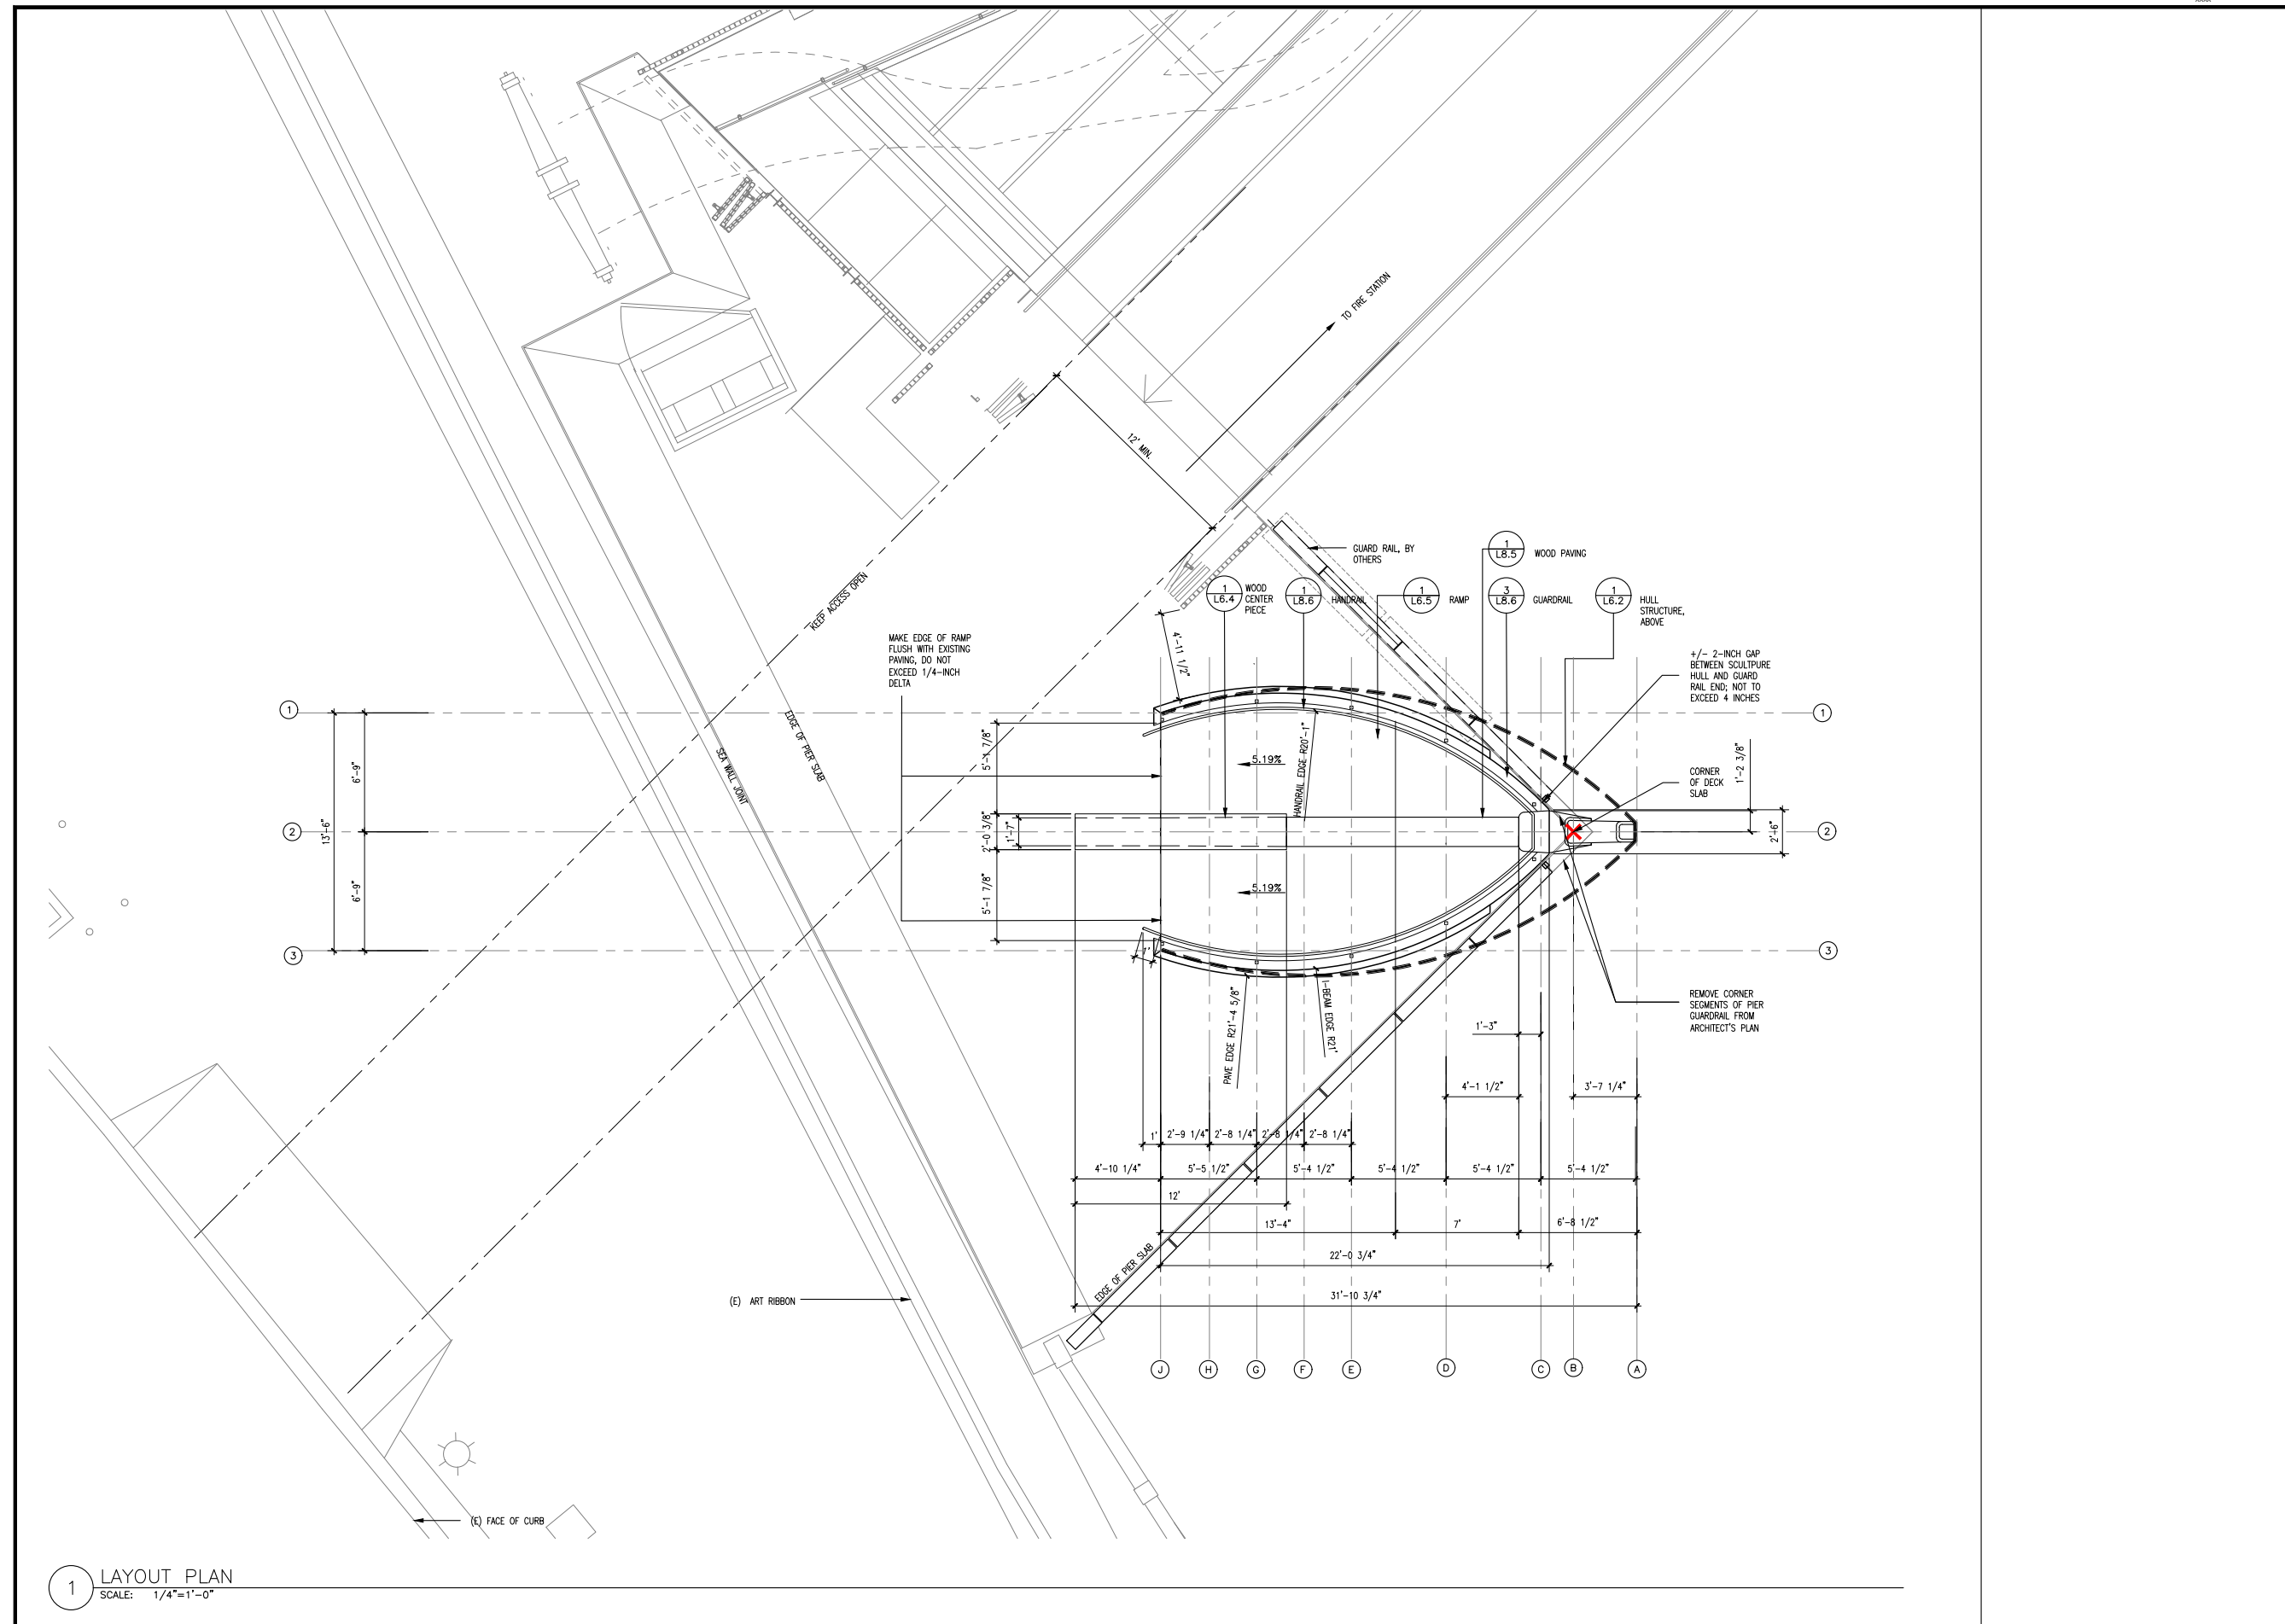 TO FIRE STATION
12' MIN.
KEEP ACCESS OPEN
GUARD RAIL, BY
OTHERS
1
L8.5
WOOD PAVING
1
L6.4
WOOD
CENTER
PIECE
1
L8.6
HANDRAIL
1
L6.5
RAMP
3
L8.6
GUARDRAIL
1
L6.2
HULL
STRUCTURE,
ABOVE
MAKE EDGE OF RAMP
FLUSH WITH EXISTING
PAVING, DO NOT
EXCEED 1/4-INCH
DELTA
4'-11 1/2"
+/- 2-INCH GAP
BETWEEN SCULTPURE
HULL AND GUARD
RAIL END; NOT TO
EXCEED 4 INCHES
1
1
EDGE OF PIER SLAB
SEA WALL JOINT
6'-9"
13'-6"
6'-9"
5'-1 7/8"
2'-0 3/8"
1'-7"
5'-1 7/8"
5.19%
HANDRAIL EDGE R20'-1"
5.19%
CORNER
OF DECK
SLAB
1'-2 3/8"
2'-6"
2
2
3
3
1'
PAVE EDGE R21'-4 5/8"
I-BEAM EDGE R21'
REMOVE CORNER
SEGMENTS OF PIER
GUARDRAIL FROM
ARCHITECT'S PLAN
1'-3"
4'-1 1/2"
3'-7 1/4"
1'
2'-9 1/4"
2'-8 1/4"
2'-8 1/4"
2'-8 1/4"
4'-10 1/4"
5'-5 1/2"
5'-4 1/2"
5'-4 1/2"
5'-4 1/2"
5'-4 1/2"
12'
13'-4"
7'
6'-8 1/2"
22'-0 3/4"
31'-10 3/4"
EDGE OF PIER SLAB
(E) ART RIBBON
J
H
G
F
E
D
C
B
A
(E) FACE OF CURB
1
LAYOUT PLAN
SCALE: 1/4"=1'-0"